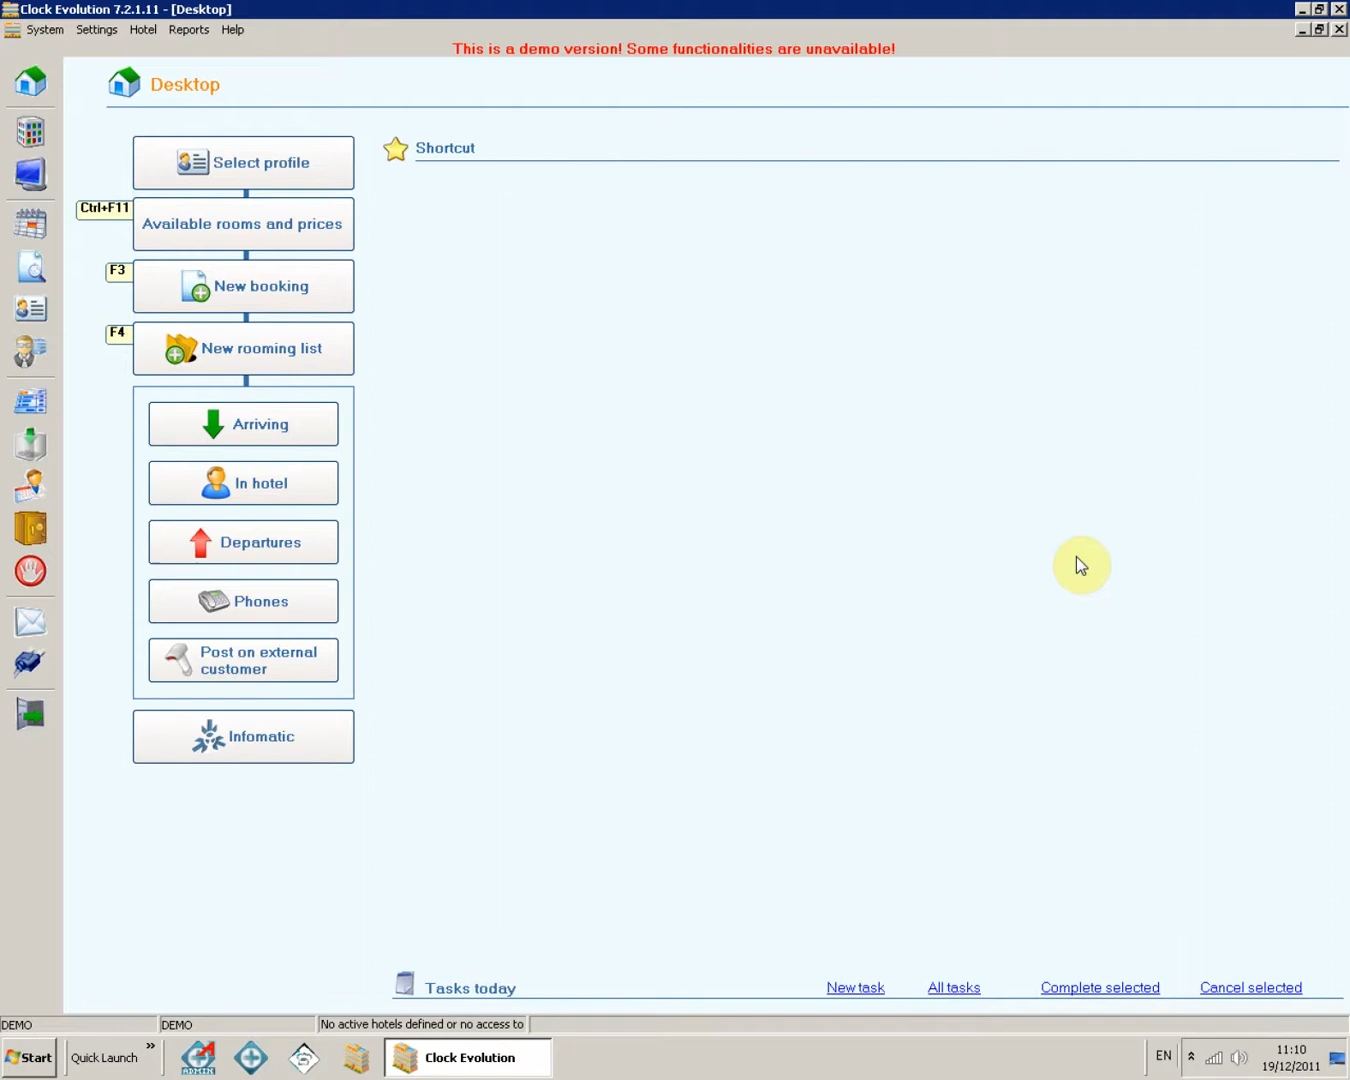 Clock Evolution 7.2.1.11 - [Desktop]
System Settings Hotel Reports Help
This is a demo version! Some functionalities are unavailable!
Desktop
Select profile
Shortcut
Ctrl+F11
Available rooms and prices
F3
New booking
F4
New rooming list
Arriving
In hotel
Departures
Phones
Post on external
customer
Infomatic
Tasks today New task All tasks Complete selected Cancel selected
DEMO DEMO No active hotels defined or no access to
Start Quick Launch » ADMIN Clock Evolution EN 11:10
19/12/2011